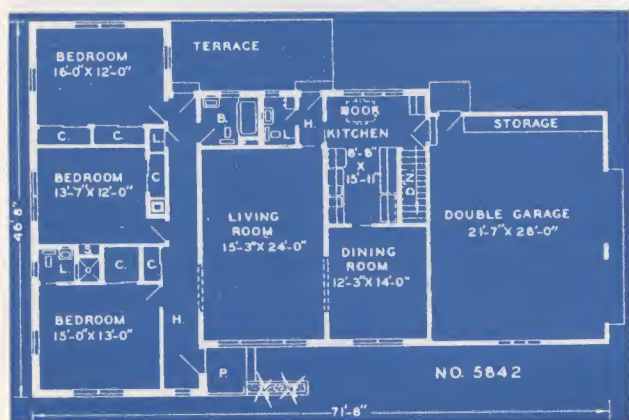 TERRACE
BEDROOM
16'-0" X 12'-0"
B.
L.
H.
NOOK
KITCHEN
8'-8"
X
15'-11"
STORAGE
C.
C.
L.
C.
BEDROOM
13'-7" X 12'-0"
46'-8"
LIVING
ROOM
15'-3" X 24'-0"
DN.
DOUBLE GARAGE
21'-7" X 28'-0"
S.
L.
C.
C.
DINING
ROOM
12'-3" X 14'-0"
BEDROOM
15'-0" X 13'-0"
H.
P.
NO. 5842
71'-8"